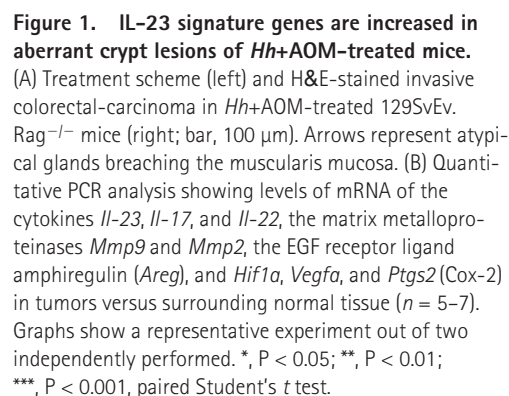 Figure 1. IL-23 signature genes are increased in
aberrant crypt lesions of Hh+AOM-treated mice.
(A) Treatment scheme (left) and H&E-stained invasive
colorectal-carcinoma in Hh+AOM-treated 129SvEv.
Rag−/− mice (right; bar, 100 µm). Arrows represent atypi-
cal glands breaching the muscularis mucosa. (B) Quanti-
tative PCR analysis showing levels of mRNA of the
cytokines Il-23, Il-17, and Il-22, the matrix metallopro-
teinases Mmp9 and Mmp2, the EGF receptor ligand
amphiregulin (Areg), and Hif1a, Vegfa, and Ptgs2 (Cox-2)
in tumors versus surrounding normal tissue (n = 5–7).
Graphs show a representative experiment out of two
independently performed. *, P < 0.05; **, P < 0.01;
***, P < 0.001, paired Student's t test.